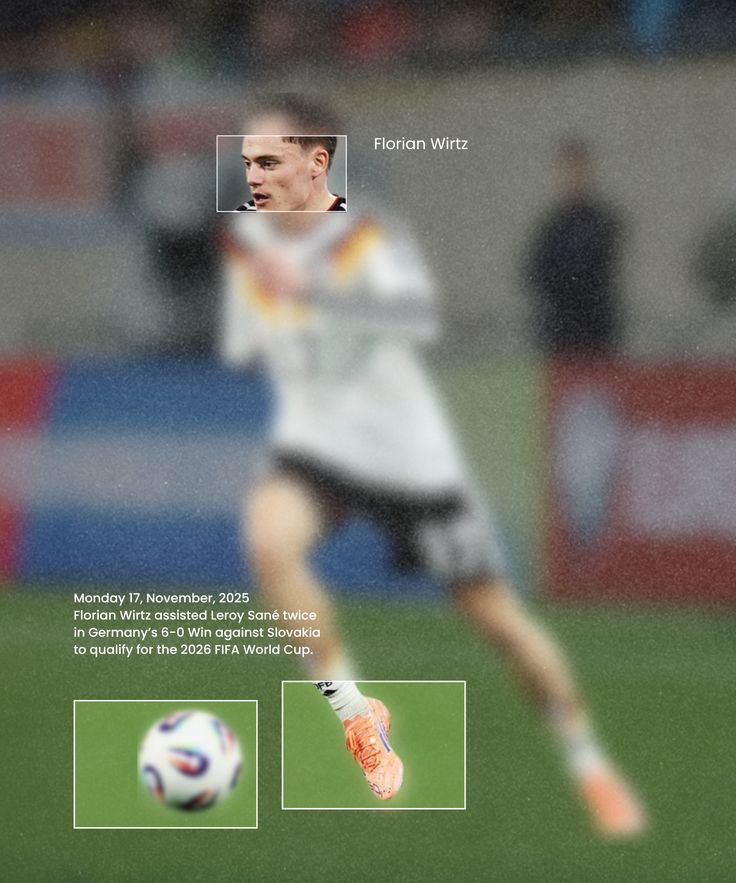 Florian Wirtz
Monday 17, November, 2025
Florian Wirtz assisted Leroy Sané twice
in Germany's 6-0 Win against Slovakia
to qualify for the 2026 FIFA World Cup.